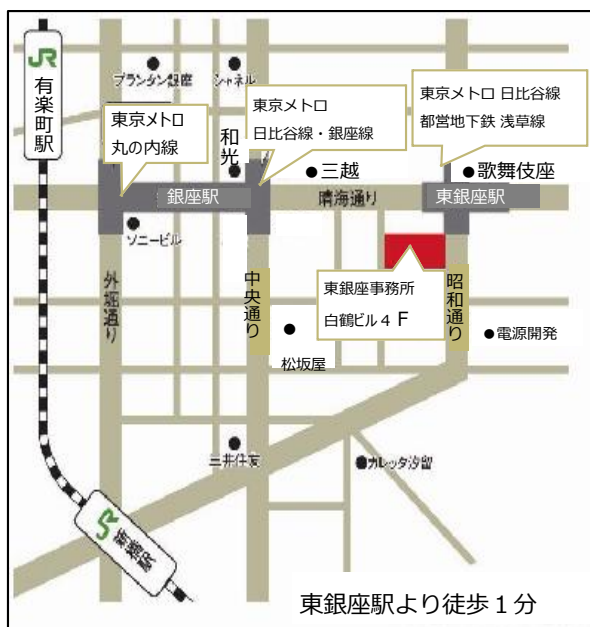 JR
有楽町駅
プランタン銀座
シャネル
東京メトロ
丸の内線
東京メトロ
日比谷線・銀座線
東京メトロ 日比谷線
都営地下鉄 浅草線
和光
●三越
●歌舞伎座
銀座駅
晴海通り
東銀座駅
ソニービル
外堀通り
中央通り
昭和通り
東銀座事務所
白鶴ビル４Ｆ
松坂屋
●電源開発
三井住友
●カレッタ汐留
JR
新橋駅
東銀座駅より徒歩１分